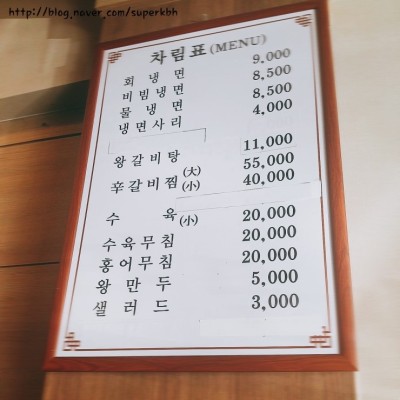 http://blog.naver.com/superkbh
차림표(MENU)
회 냉 면 9,000
비빔냉면 8,500
물 냉 면 8,500
냉면사리 4,000
왕갈비탕 11,000
辛갈비찜 (大) 55,000
(小) 40,000
수 육 (小) 20,000
수육무침 20,000
홍어무침 20,000
왕 만 두 5,000
샐 러 드 3,000